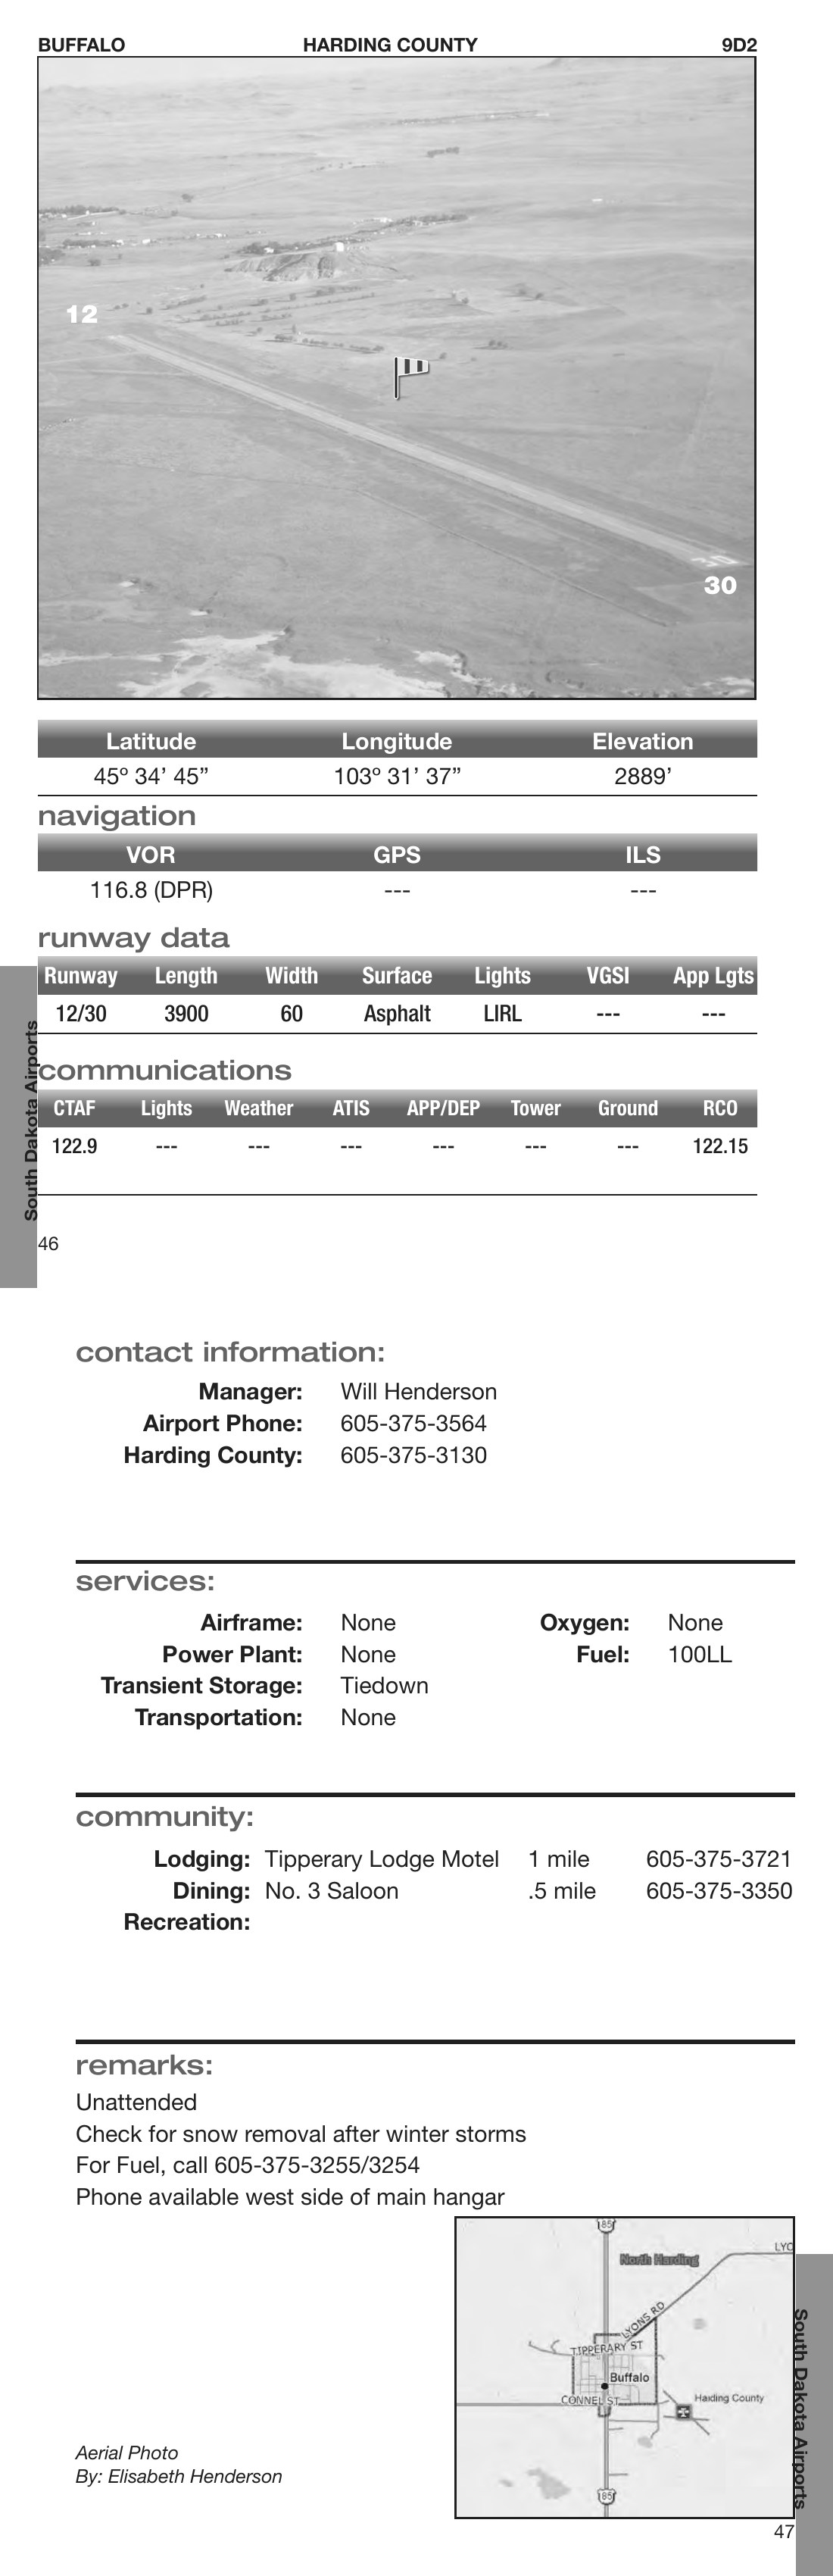 BUFFALO HARDING COUNTY 9D2
12
30
30
Latitude Longitude Elevation
45º 34’ 45” 103º 31’ 37” 2889’
navigation
VOR GPS ILS
116.8 (DPR) --- ---
runway data
Runway Length Width Surface Lights VGSI App Lgts
12/30 3900 60 Asphalt LIRL --- ---
communications
CTAF Lights Weather ATIS APP/DEP Tower Ground RCO
122.9 --- --- --- --- --- --- 122.15
South Dakota Airports
46
contact information:
Manager: Will Henderson
Airport Phone: 605-375-3564
Harding County: 605-375-3130
services:
Airframe: None Oxygen: None
Power Plant: None Fuel: 100LL
Transient Storage: Tiedown
Transportation: None
community:
Lodging: Tipperary Lodge Motel 1 mile 605-375-3721
Dining: No. 3 Saloon .5 mile 605-375-3350
Recreation:
remarks:
Unattended
Check for snow removal after winter storms
For Fuel, call 605-375-3255/3254
Phone available west side of main hangar
85
LYO
North Harding
LYONS RD
TIPPERARY ST
Buffalo
CONNEL ST
Harding County
85
South Dakota Airports
Aerial Photo
By: Elisabeth Henderson
47